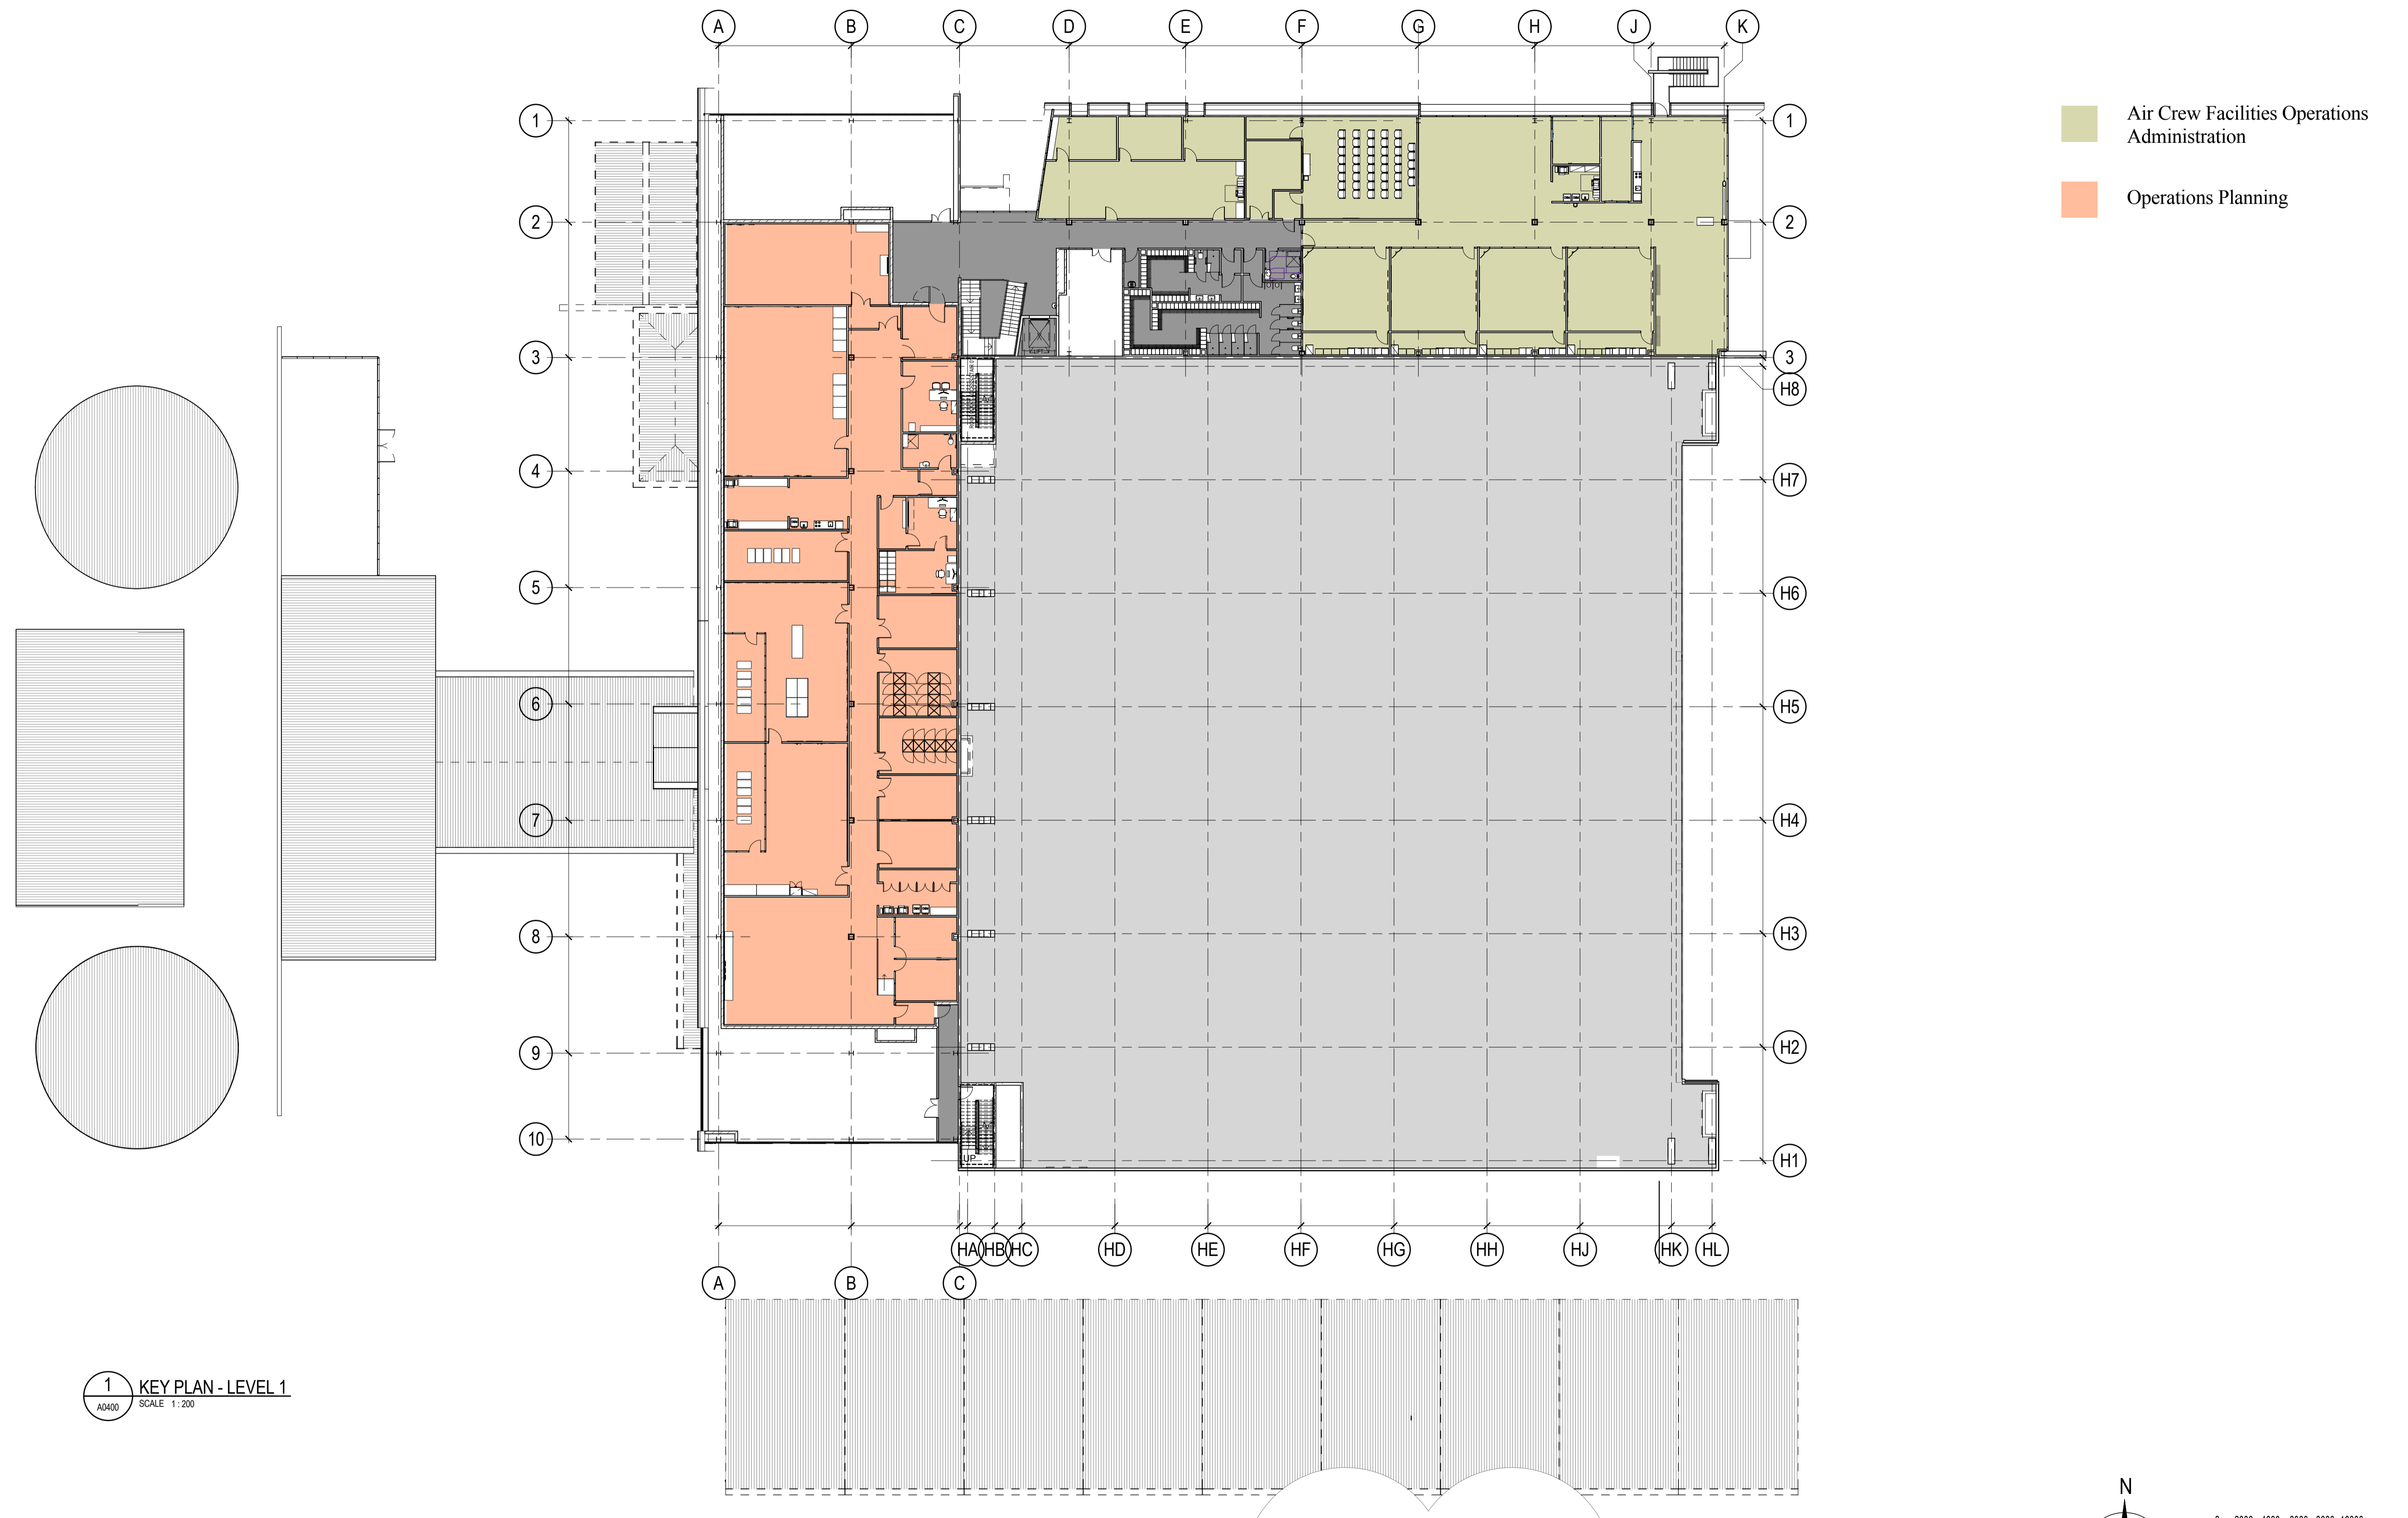 A B C D E F G H J K
Air Crew Facilities Operations
Administration
Operations Planning
1 1
2 2
3 3
H8
4 H7
5 H6
6 H5
7 H4
8 H3
9 H2
10 H1
UP
HA HB HC HD HE HF HG HH HJ HK HL
A B C
1 KEY PLAN - LEVEL 1
A0400 SCALE 1 : 200
N